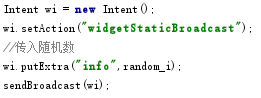 Intent wi = new Intent();
wi.setAction("widgetStaticBroadcast");
//传入随机数
wi.putExtra("info",random_i);
sendBroadcast(wi);